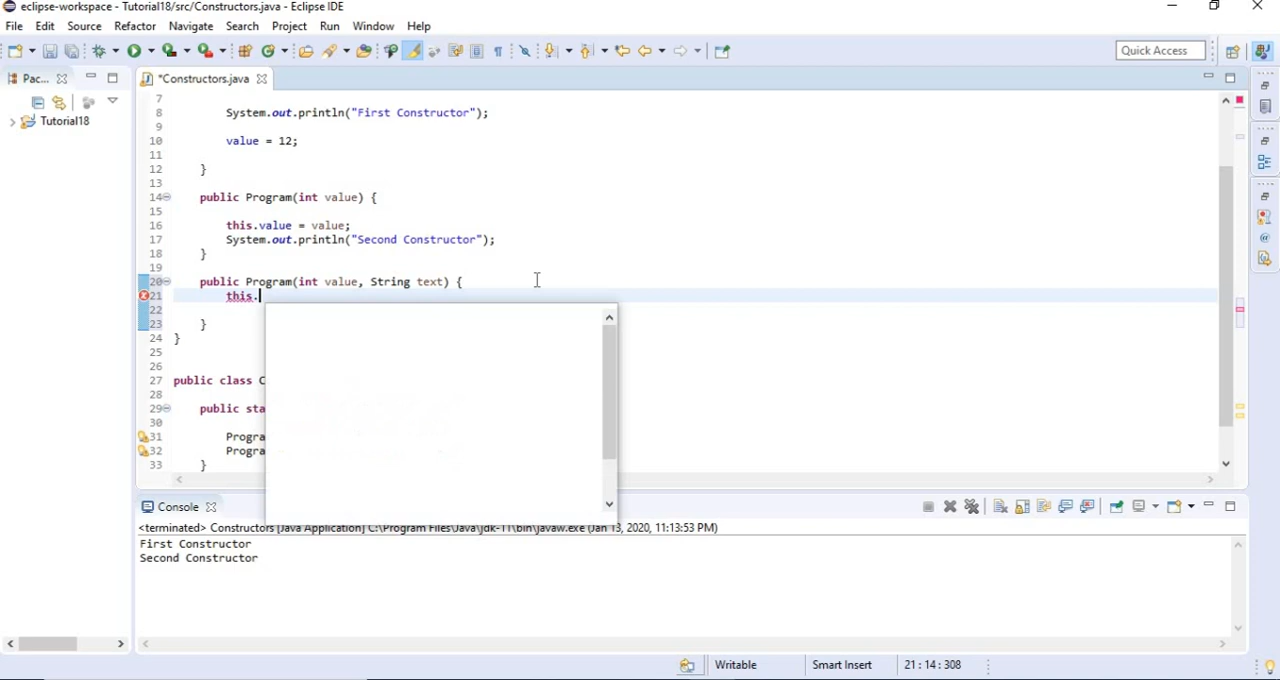 eclipse-workspace - Tutorial18/src/Constructors.java - Eclipse IDE
File Edit Source Refactor Navigate Search Project Run Window Help
Quick Access
Pac...
*Constructors.java
Tutorial18
7
8 System.out.println("First Constructor");
9
10 value = 12;
11
12 }
13
14 public Program(int value) {
15
16 this.value = value;
17 System.out.println("Second Constructor");
18 }
19
20 public Program(int value, String text) {
21 this.
22
23 }
24 }
25
26
27 public class C
28
29 public sta
30
31 Progra
32 Progra
33 }
Console
<terminated> Constructors [Java Application] C:\Program Files\Java\jdk-11\bin\javaw.exe (Jan 13, 2020, 11:13:53 PM)
First Constructor
Second Constructor
Writable Smart Insert 21 : 14 : 308